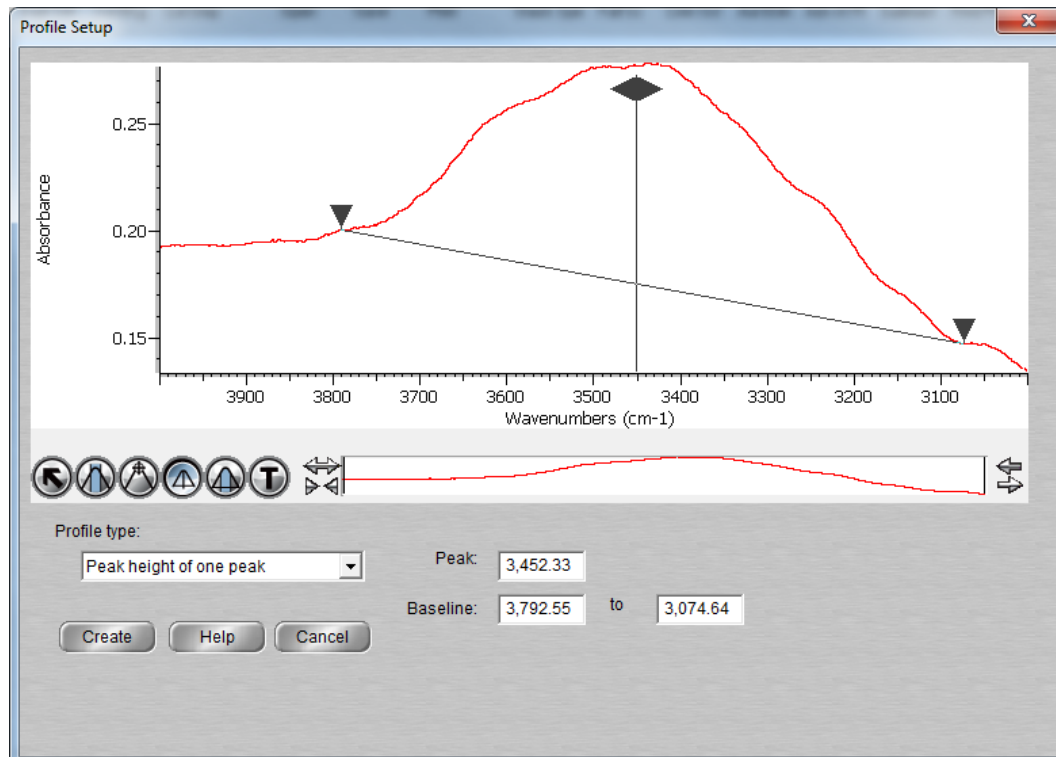 Profile Setup
0.25
0.20
0.15
Absorbance
3900 3800 3700 3600 3500 3400 3300 3200 3100
Wavenumbers (cm-1)
T
Profile type:
Peak height of one peak
Peak: 3,452.33
Baseline: 3,792.55 to 3,074.64
Create Help Cancel